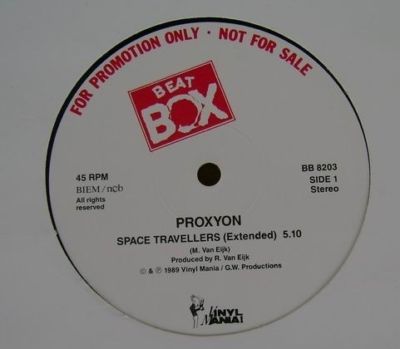 FOR PROMOTION ONLY · NOT FOR SALE
BEAT
BOX
45 RPM
BIEM/ncb
All rights
reserved
BB 8203
SIDE 1
Stereo
PROXYON
SPACE TRAVELLERS (Extended) 5.10
(M. Van Eijk)
Produced by R. Van Eijk
© & ℗ 1989 Vinyl Mania / G.W. Productions
VINYL
MANIA